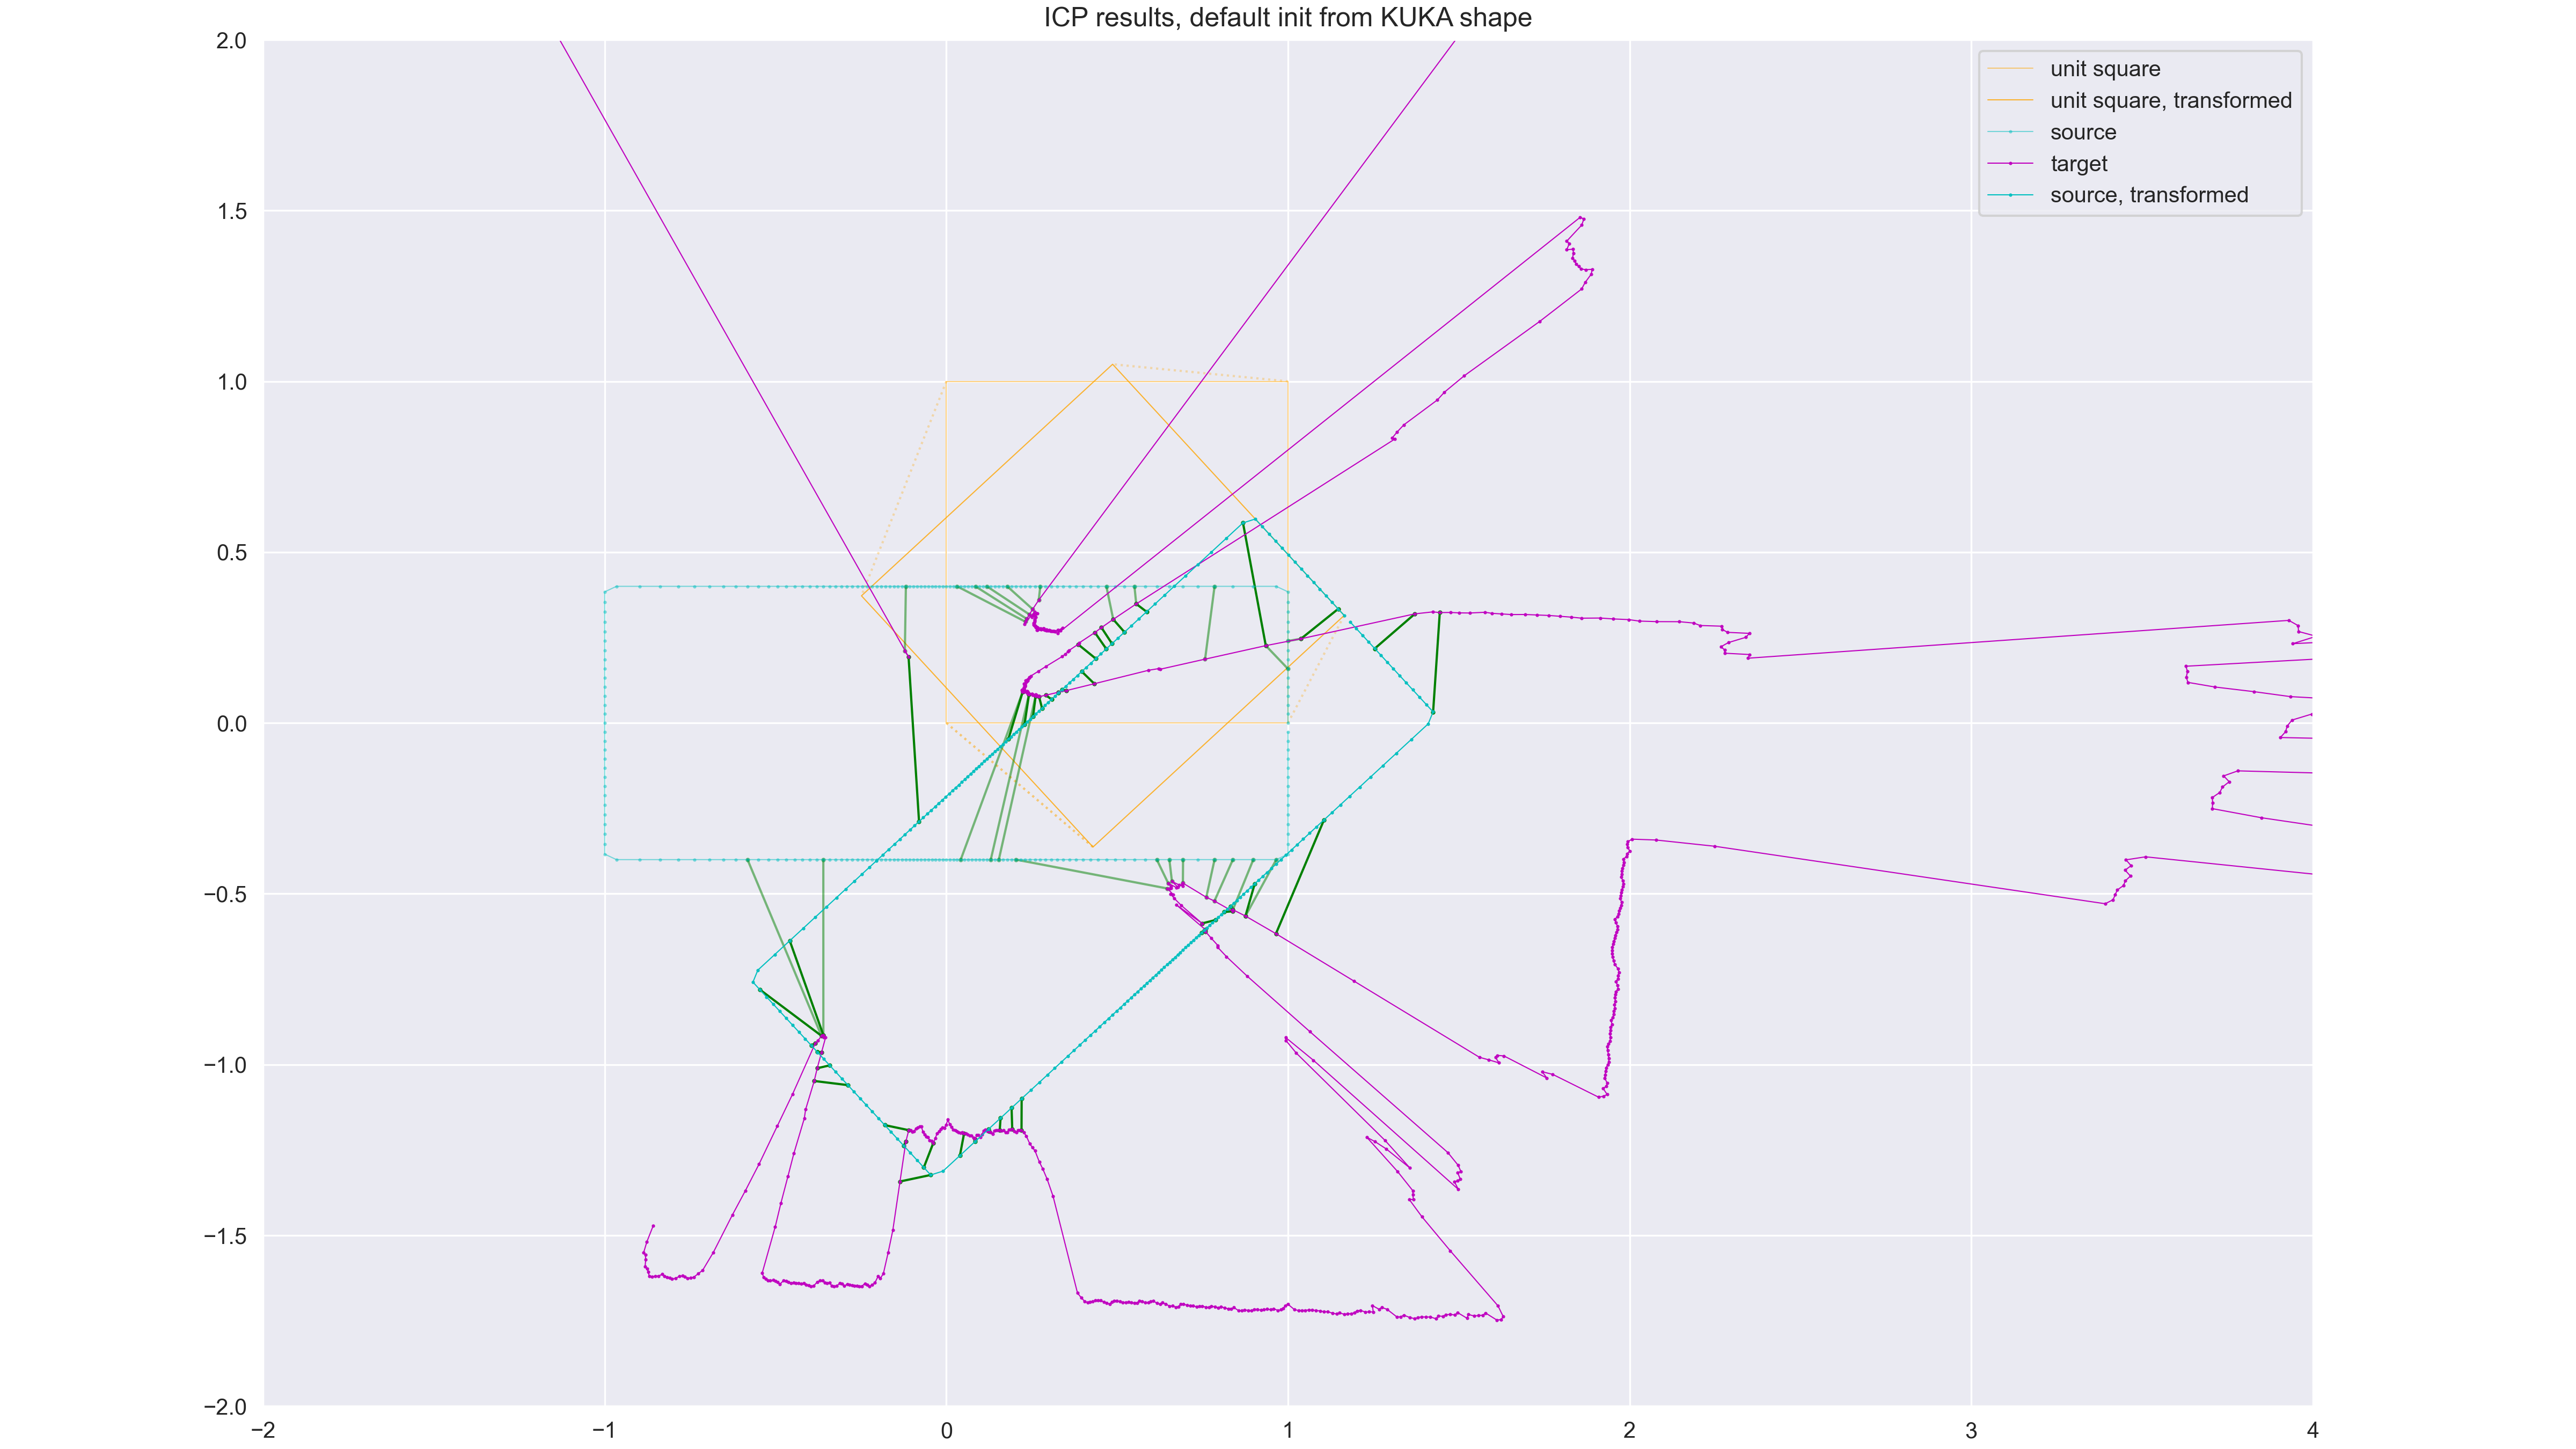 ICP results, default init from KUKA shape
unit square
unit square, transformed
source
target
source, transformed
2.0
1.5
1.0
0.5
0.0
−0.5
−1.0
−1.5
−2.0
−2 −1 0 1 2 3 4